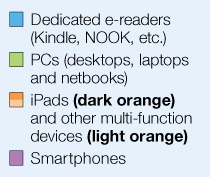 Dedicated e-readers
(Kindle, NOOK, etc.)
PCs (desktops, laptops
and netbooks)
iPads (dark orange)
and other multi-function
devices (light orange)
Smartphones